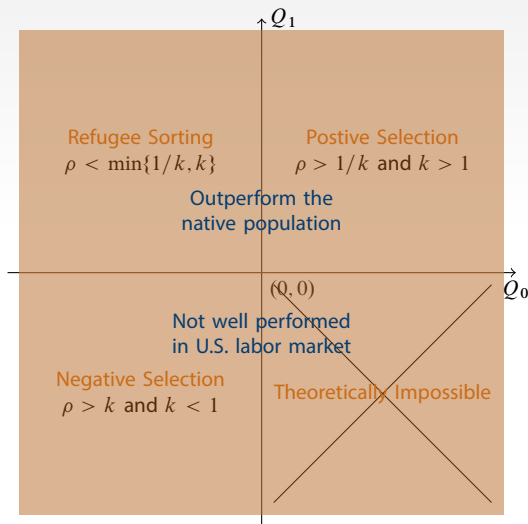 Q₁
Refugee Sorting
ρ < min{1/k, k}
Postive Selection
ρ > 1/k and k > 1
Outperform the
native population
(0, 0)
Q₀
Not well performed
in U.S. labor market
Negative Selection
ρ > k and k < 1
Theoretically Impossible